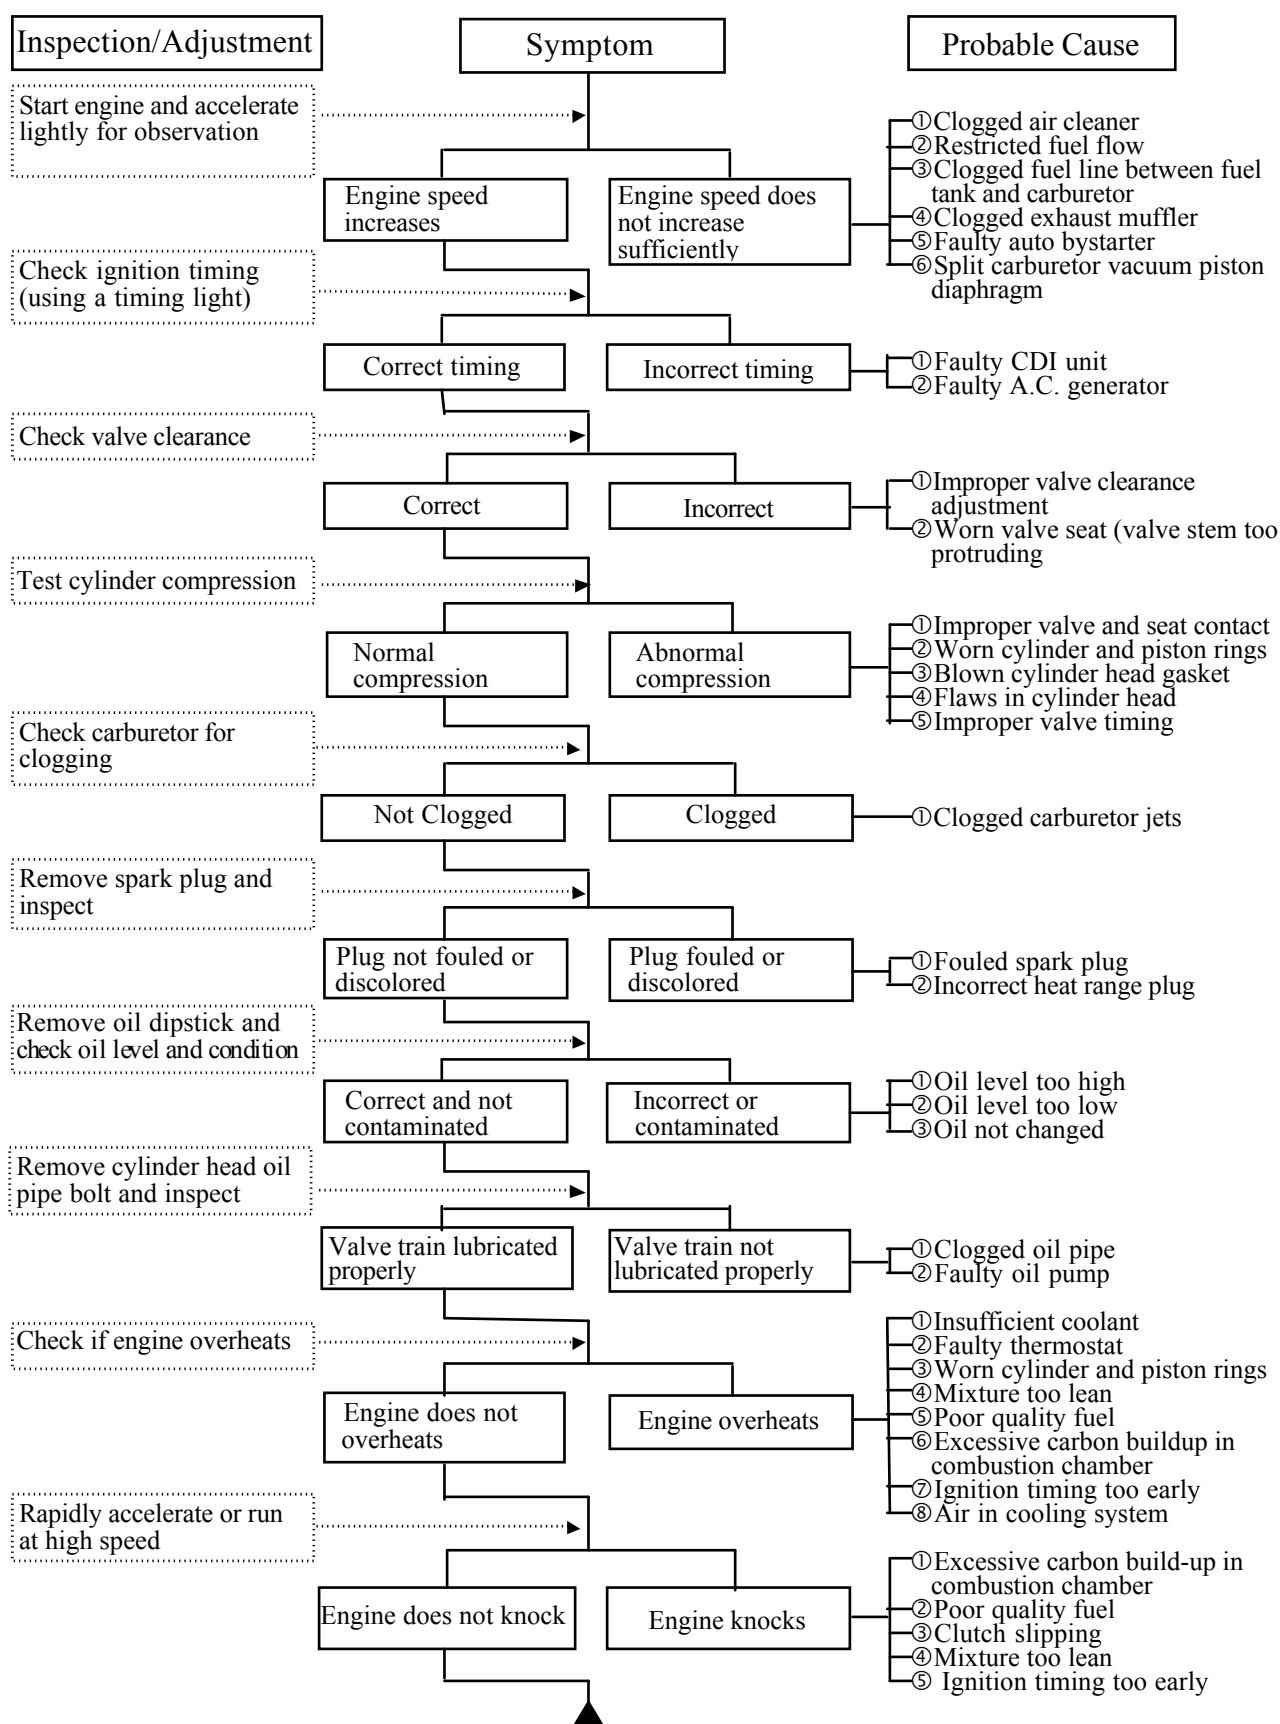 Inspection/Adjustment
Symptom
Probable Cause
Start engine and accelerate
lightly for observation
Engine speed
increases
Engine speed does
not increase
sufficiently
①Clogged air cleaner
②Restricted fuel flow
③Clogged fuel line between fuel
tank and carburetor
④Clogged exhaust muffler
⑤Faulty auto bystarter
⑥Split carburetor vacuum piston
diaphragm
Check ignition timing
(using a timing light)
Correct timing
Incorrect timing
①Faulty CDI unit
②Faulty A.C. generator
Check valve clearance
Correct
Incorrect
①Improper valve clearance
adjustment
②Worn valve seat (valve stem too
protruding
Test cylinder compression
Normal
compression
Abnormal
compression
①Improper valve and seat contact
②Worn cylinder and piston rings
③Blown cylinder head gasket
④Flaws in cylinder head
⑤Improper valve timing
Check carburetor for
clogging
Not Clogged
Clogged
①Clogged carburetor jets
Remove spark plug and
inspect
Plug not fouled or
discolored
Plug fouled or
discolored
①Fouled spark plug
②Incorrect heat range plug
Remove oil dipstick and
check oil level and condition
Correct and not
contaminated
Incorrect or
contaminated
①Oil level too high
②Oil level too low
③Oil not changed
Remove cylinder head oil
pipe bolt and inspect
Valve train lubricated
properly
Valve train not
lubricated properly
①Clogged oil pipe
②Faulty oil pump
Check if engine overheats
Engine does not
overheats
Engine overheats
①Insufficient coolant
②Faulty thermostat
③Worn cylinder and piston rings
④Mixture too lean
⑤Poor quality fuel
⑥Excessive carbon buildup in
combustion chamber
⑦Ignition timing too early
⑧Air in cooling system
Rapidly accelerate or run
at high speed
Engine does not knock
Engine knocks
①Excessive carbon build-up in
combustion chamber
②Poor quality fuel
③Clutch slipping
④Mixture too lean
⑤ Ignition timing too early